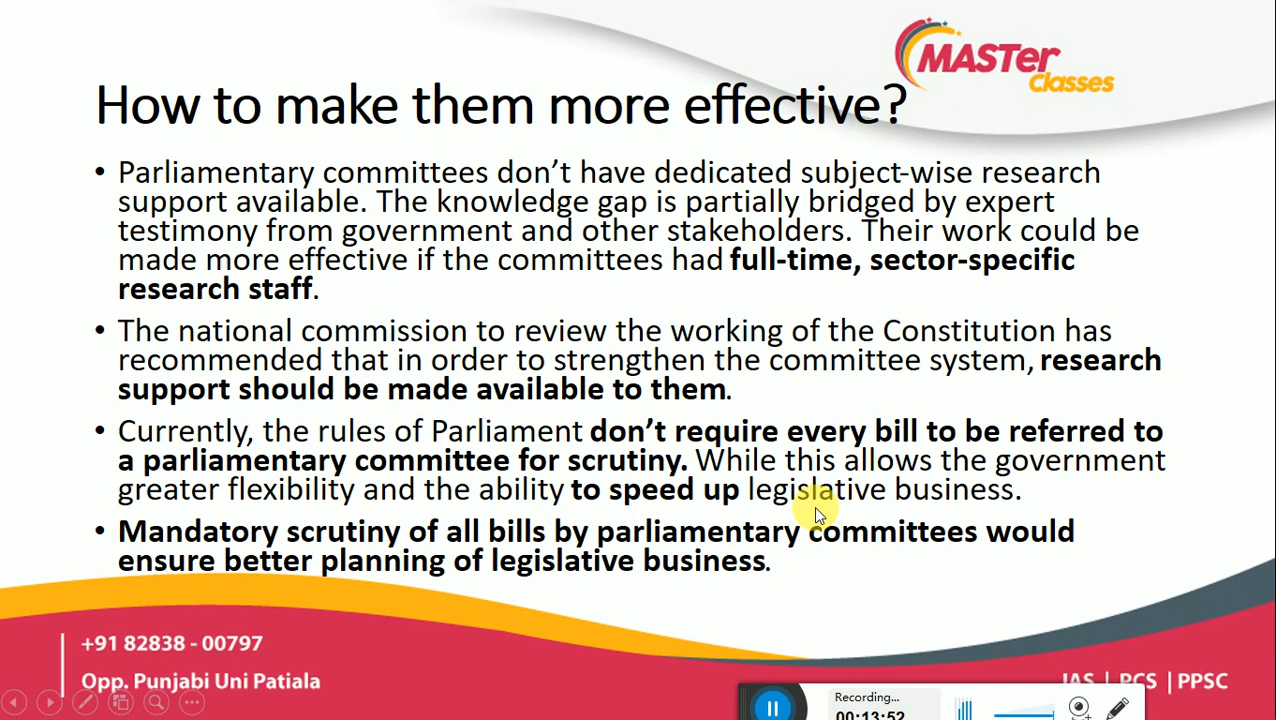 MASTer
Classes
How to make them more effective?
• Parliamentary committees don’t have dedicated subject-wise research
support available. The knowledge gap is partially bridged by expert
testimony from government and other stakeholders. Their work could be
made more effective if the committees had full-time, sector-specific
research staff.
• The national commission to review the working of the Constitution has
recommended that in order to strengthen the committee system, research
support should be made available to them.
• Currently, the rules of Parliament don’t require every bill to be referred to
a parliamentary committee for scrutiny. While this allows the government
greater flexibility and the ability to speed up legislative business.
• Mandatory scrutiny of all bills by parliamentary committees would
ensure better planning of legislative business.
+91 82838 - 00797
Opp. Punjabi Uni Patiala
IAS | PCS | PPSC
Recording...
00:13:52